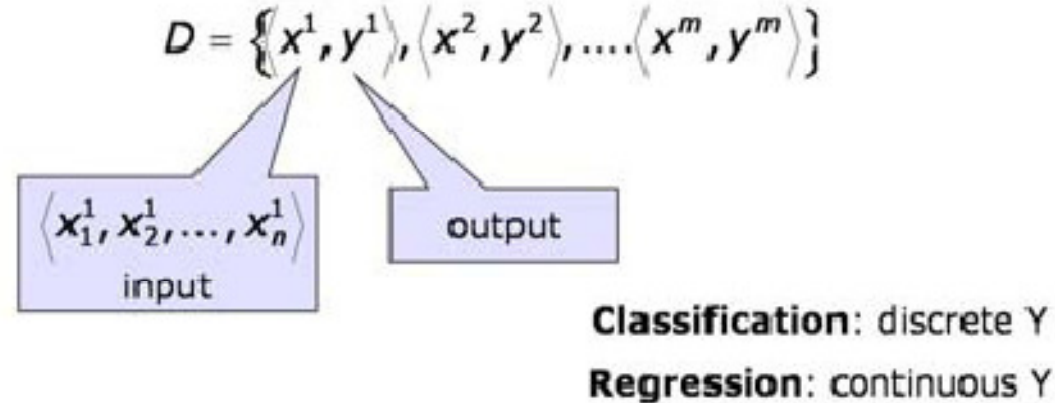 D = {⟨x¹, y¹⟩, ⟨x², y²⟩, ....⟨xᵐ, yᵐ⟩}
⟨x₁¹, x₂¹, ..., xₙ¹⟩
input
output
Classification: discrete Y
Regression: continuous Y